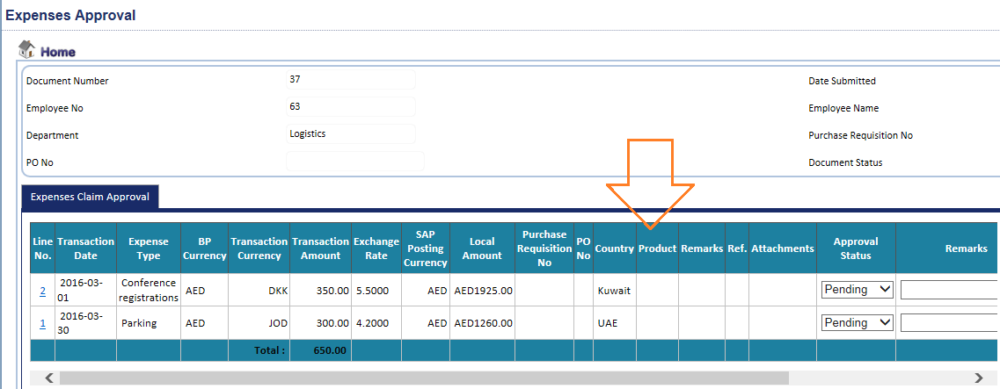 Expenses Approval
Home
Document Number 37 Date Submitted
Employee No 63 Employee Name
Department Logistics Purchase Requisition No
PO No Document Status
Expenses Claim Approval
Line No. Transaction Date Expense Type BP Currency Transaction Currency Transaction Amount Exchange Rate SAP Posting Currency Local Amount Purchase Requisition No PO No Country Product Remarks Ref. Attachments Approval Status Remarks
2 2016-03-01 Conference registrations AED DKK 350.00 5.5000 AED AED1925.00 Kuwait Pending
1 2016-03-30 Parking AED JOD 300.00 4.2000 AED AED1260.00 UAE Pending
Total : 650.00